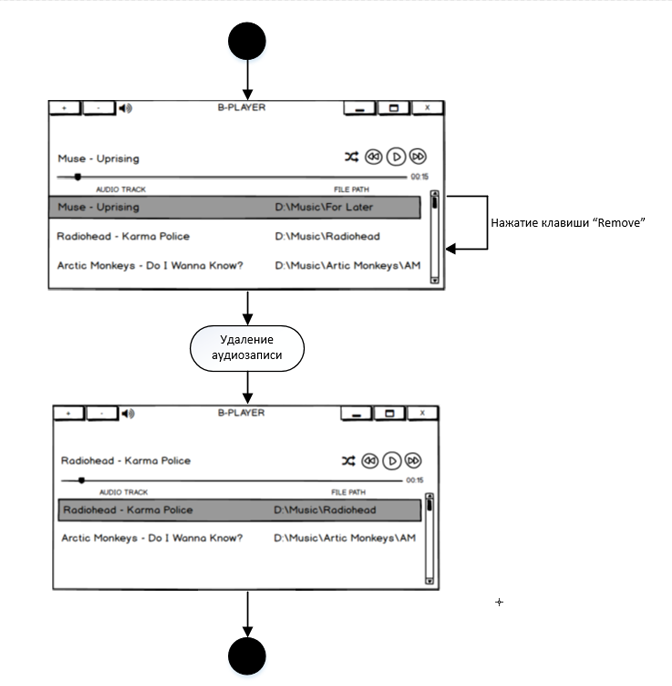 + - B-PLAYER X
Muse - Uprising
00:15
AUDIO TRACK FILE PATH
Muse - Uprising D:\Music\For Later
Radiohead - Karma Police D:\Music\Radiohead
Arctic Monkeys - Do I Wanna Know? D:\Music\Artic Monkeys\AM
Нажатие клавиши “Remove”
Удаление
аудиозаписи
+ - B-PLAYER X
Radiohead - Karma Police
00:15
AUDIO TRACK FILE PATH
Radiohead - Karma Police D:\Music\Radiohead
Arctic Monkeys - Do I Wanna Know? D:\Music\Artic Monkeys\AM